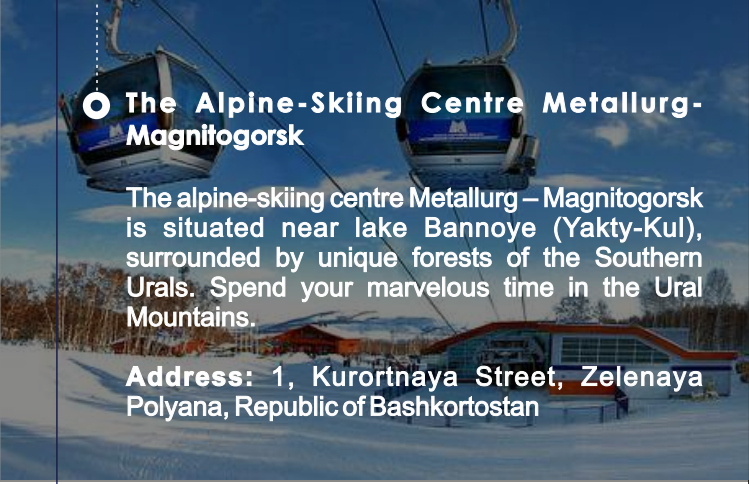 The Alpine-Skiing Centre Metallurg-
Magnitogorsk
The alpine-skiing centre Metallurg – Magnitogorsk
is situated near lake Bannoye (Yakty-Kul),
surrounded by unique forests of the Southern
Urals. Spend your marvelous time in the Ural
Mountains.
Address: 1, Kurortnaya Street, Zelenaya
Polyana, Republic of Bashkortostan